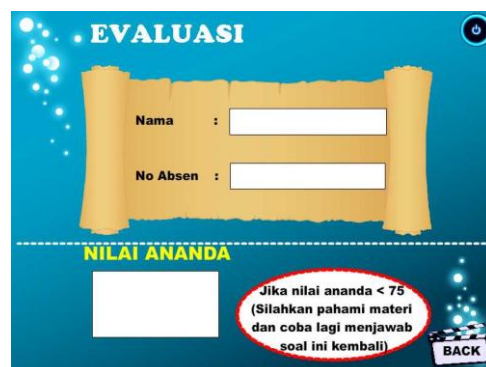 EVALUASI
Nama :
No Absen :
NILAI ANANDA
Jika nilai ananda < 75
(Silahkan pahami materi
dan coba lagi menjawab
soal ini kembali)
BACK